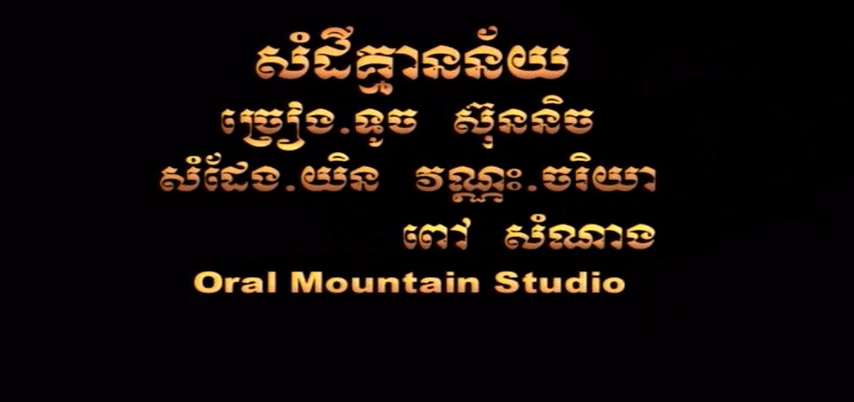 សំដីគ្មានន័យ
ច្រៀង.ទូច ស៊ុននិច
សំដែង.យិន វណ្ណះ.ចរិយា
ពៅ សំណាង
Oral Mountain Studio